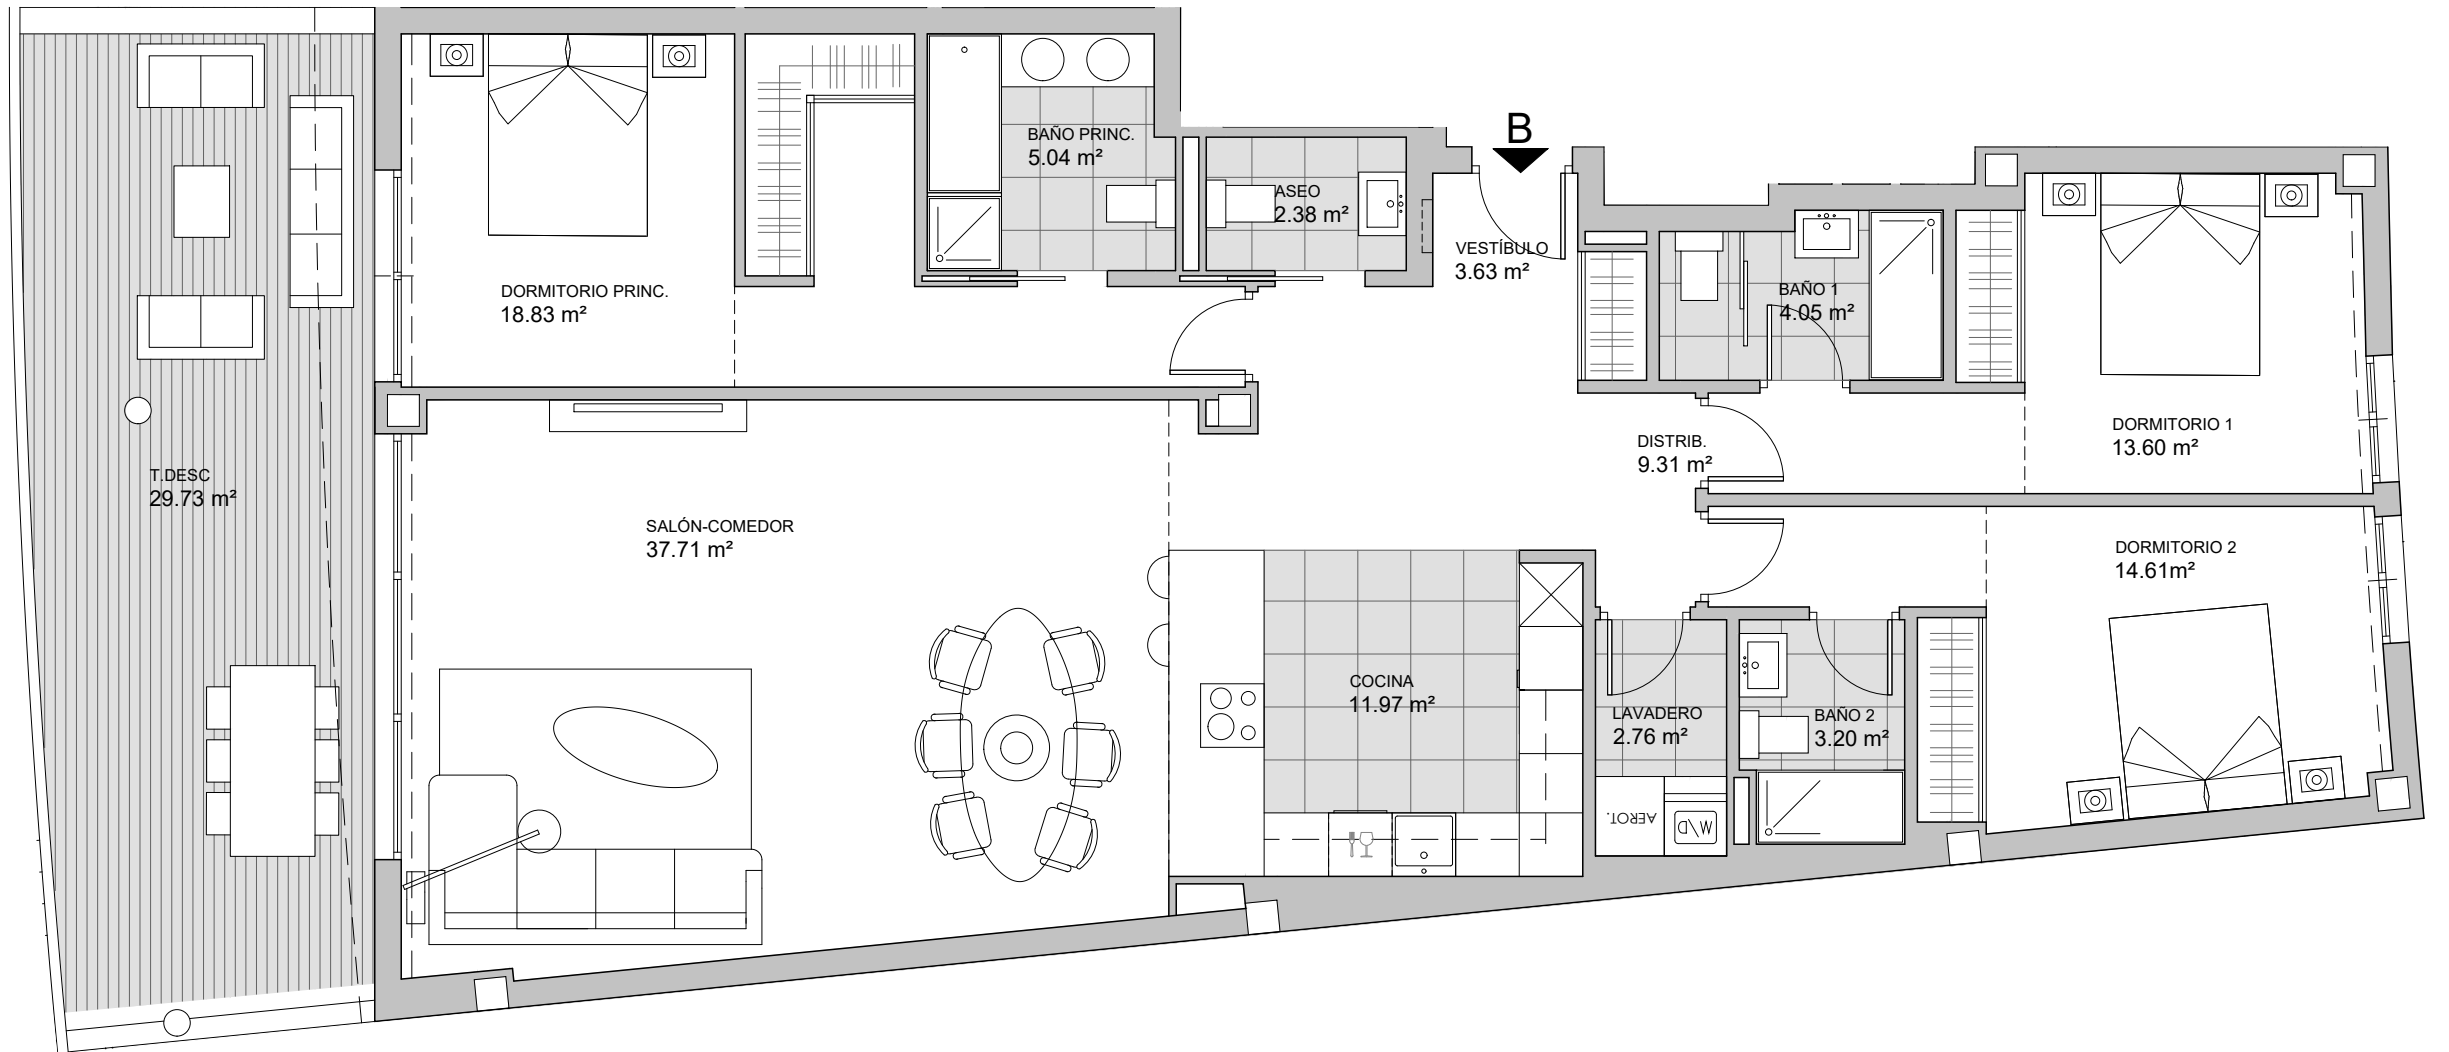 B
BAÑO PRINC.
5.04 m²
ASEO
2.38 m²
VESTÍBULO
3.63 m²
BAÑO 1
4.05 m²
DORMITORIO PRINC.
18.83 m²
DORMITORIO 1
13.60 m²
DISTRIB.
9.31 m²
T.DESC
29.73 m²
SALÓN-COMEDOR
37.71 m²
DORMITORIO 2
14.61m²
COCINA
11.97 m²
LAVADERO
2.76 m²
BAÑO 2
3.20 m²
AEROT.
W/D